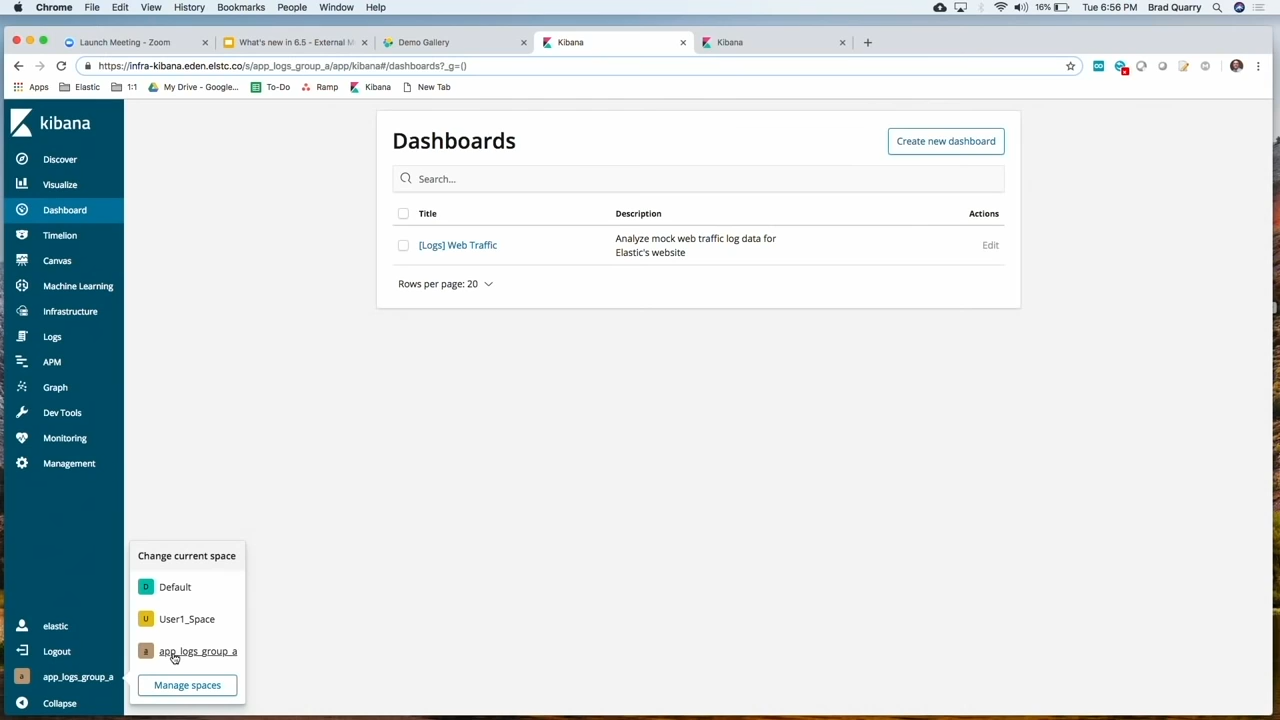 Chrome File Edit View History Bookmarks People Window Help 16% Tue 6:56 PM Brad Quarry
Launch Meeting - Zoom What's new in 6.5 - External M Demo Gallery Kibana Kibana
https://infra-kibana.eden.elstc.co/s/app_logs_group_a/app/kibana#/dashboards?_g=()
Apps Elastic 1:1 My Drive - Google... To-Do Ramp Kibana New Tab
kibana
Discover
Visualize
Dashboard
Timelion
Canvas
Machine Learning
Infrastructure
Logs
APM
Graph
Dev Tools
Monitoring
Management
elastic
Logout
a app_logs_group_a
Collapse
Dashboards
Create new dashboard
Search...
Title Description Actions
[Logs] Web Traffic Analyze mock web traffic log data for Edit
Elastic's website
Rows per page: 20
Change current space
D Default
U User1_Space
a app_logs_group_a
Manage spaces